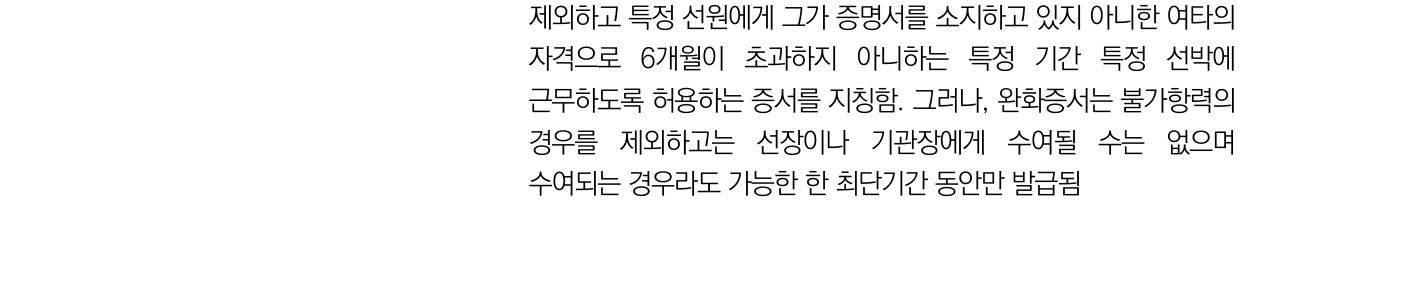 제외하고 특정 선원에게 그가 증명서를 소지하고 있지 아니한 여타의
자격으로 6개월이 초과하지 아니하는 특정 기간 특정 선박에
근무하도록 허용하는 증서를 지칭함. 그러나, 완화증서는 불가항력의
경우를 제외하고는 선장이나 기관장에게 수여될 수는 없으며
수여되는 경우라도 가능한 한 최단기간 동안만 발급됨